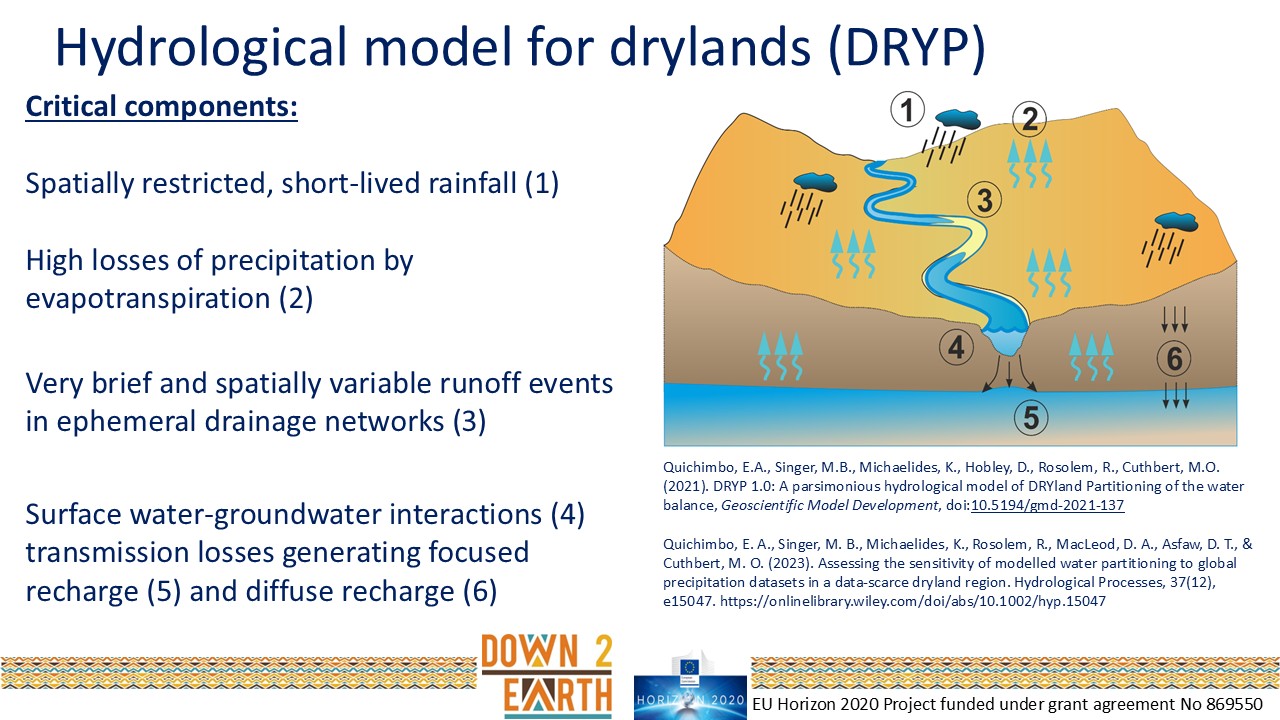 Hydrological model for drylands (DRYP)
Critical components:
Spatially restricted, short-lived rainfall (1)
High losses of precipitation by
evapotranspiration (2)
Very brief and spatially variable runoff events
in ephemeral drainage networks (3)
Surface water-groundwater interactions (4)
transmission losses generating focused
recharge (5) and diffuse recharge (6)
1
2
3
4
5
6
Quichimbo, E.A., Singer, M.B., Michaelides, K., Hobley, D., Rosolem, R., Cuthbert, M.O.
(2021). DRYP 1.0: A parsimonious hydrological model of DRYland Partitioning of the water
balance, Geoscientific Model Development, doi:10.5194/gmd-2021-137
Quichimbo, E. A., Singer, M. B., Michaelides, K., Rosolem, R., MacLeod, D. A., Asfaw, D. T., &
Cuthbert, M. O. (2023). Assessing the sensitivity of modelled water partitioning to global
precipitation datasets in a data-scarce dryland region. Hydrological Processes, 37(12),
e15047. https://onlinelibrary.wiley.com/doi/abs/10.1002/hyp.15047
DOWN 2
EARTH
HORIZON 2020
EU Horizon 2020 Project funded under grant agreement No 869550